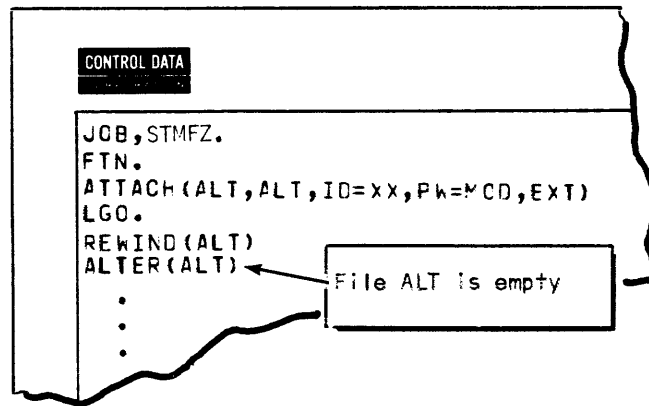 CONTROL DATA
JOB,STMFZ.
FTN.
ATTACH(ALT,ALT,ID=XX,PW=MCD,EXT)
LGO.
REWIND(ALT)
ALTER(ALT)
File ALT is empty